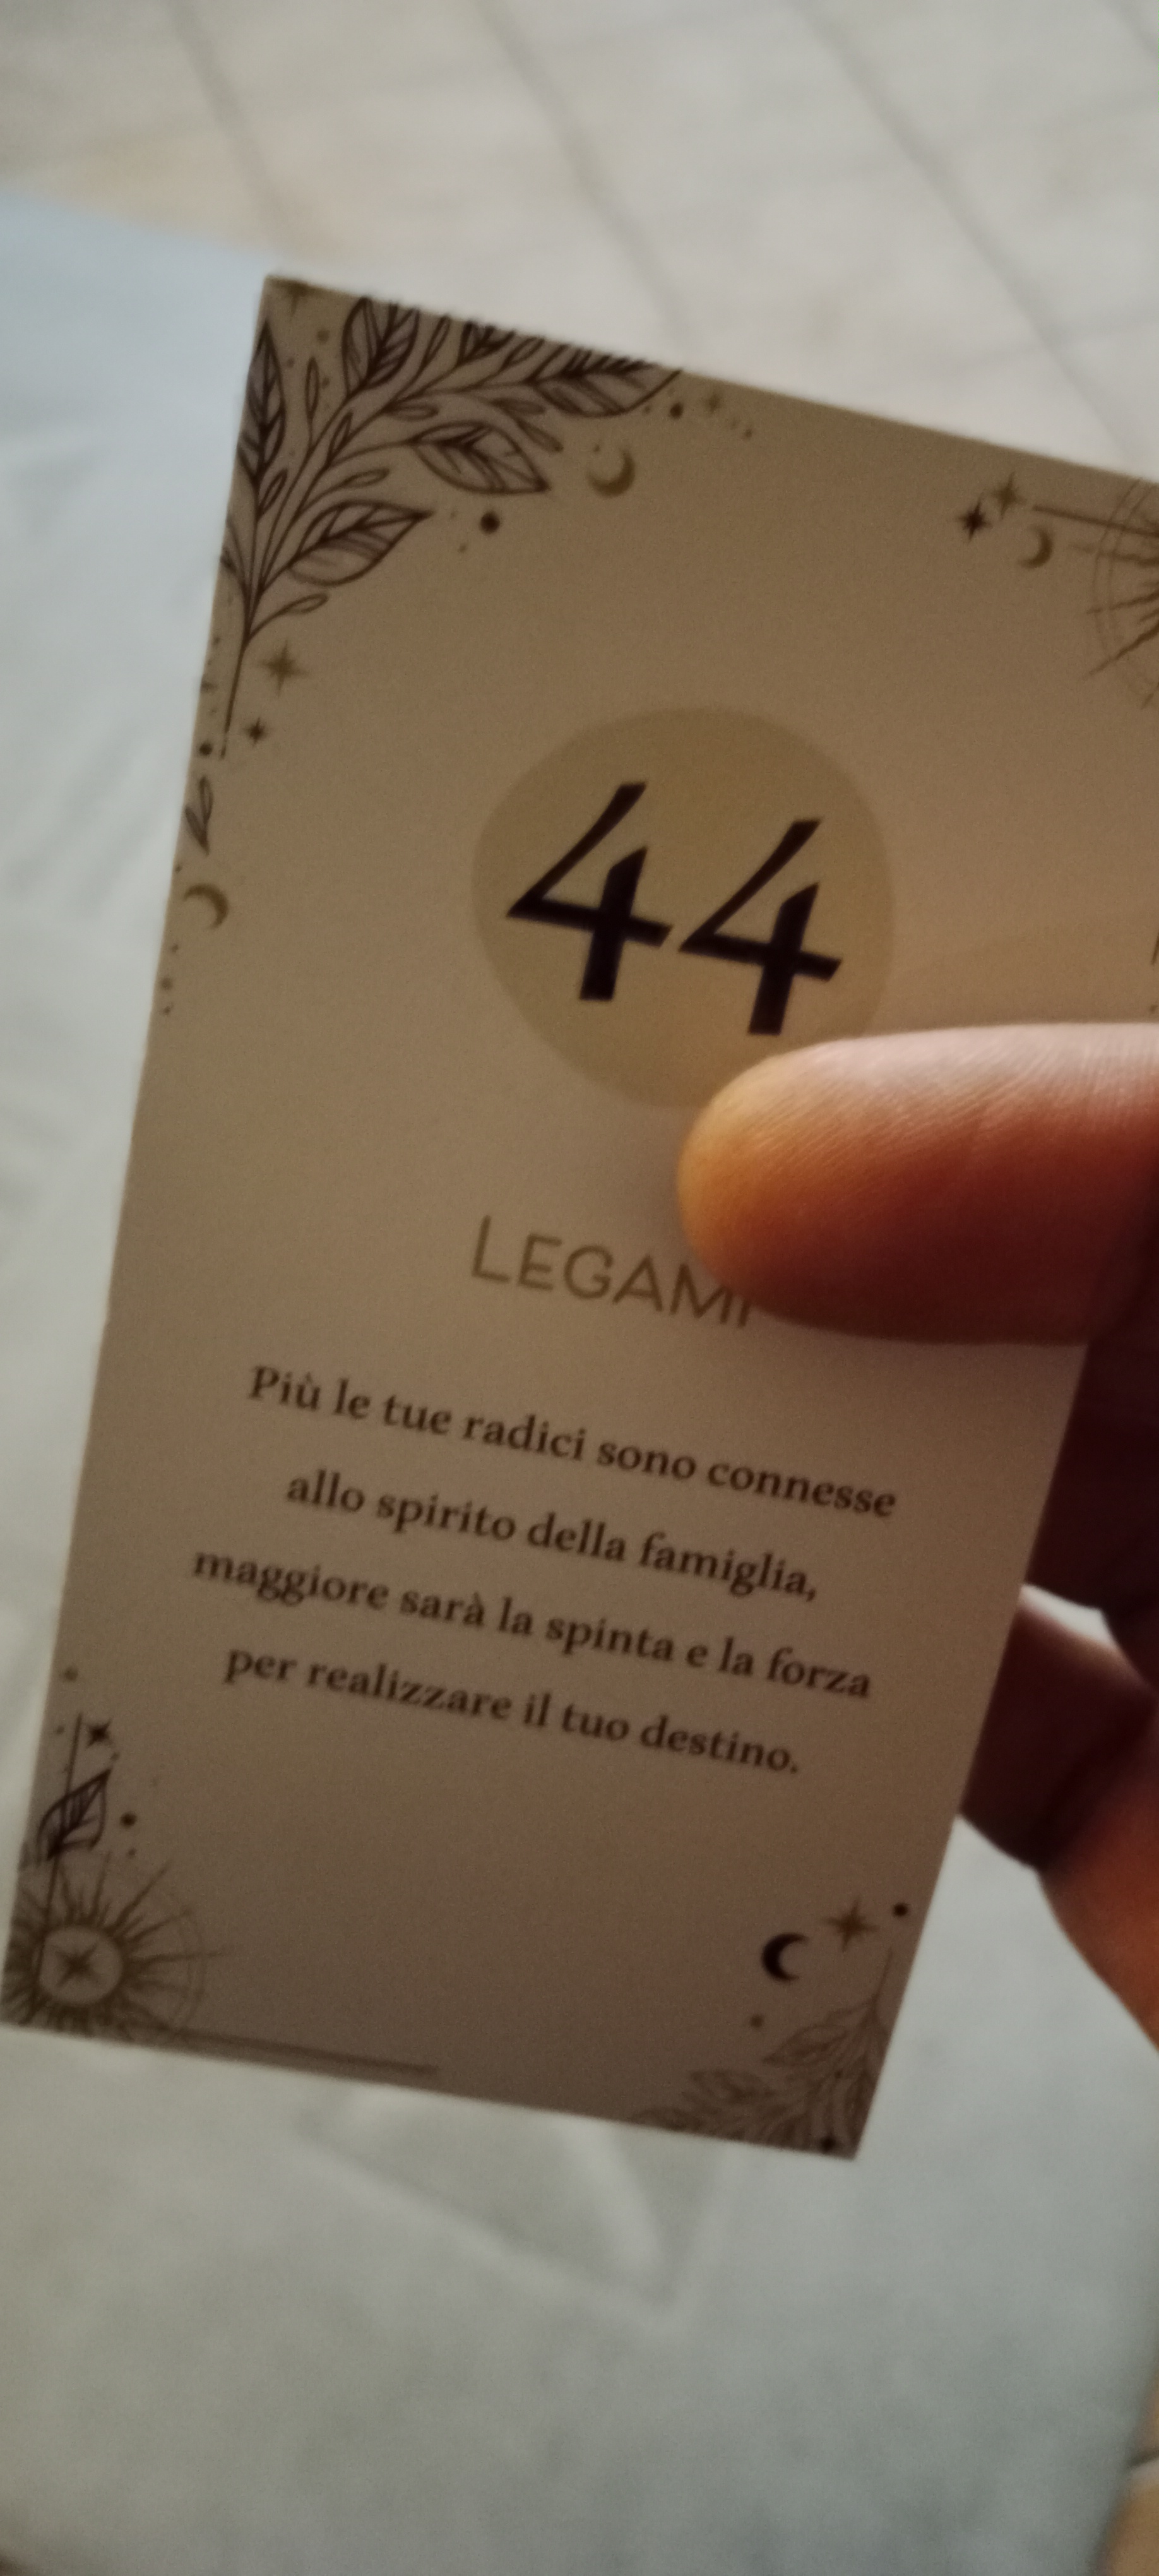 44
LEGAMI
Più le tue radici sono connesse
allo spirito della famiglia,
maggiore sarà la spinta e la forza
per realizzare il tuo destino.